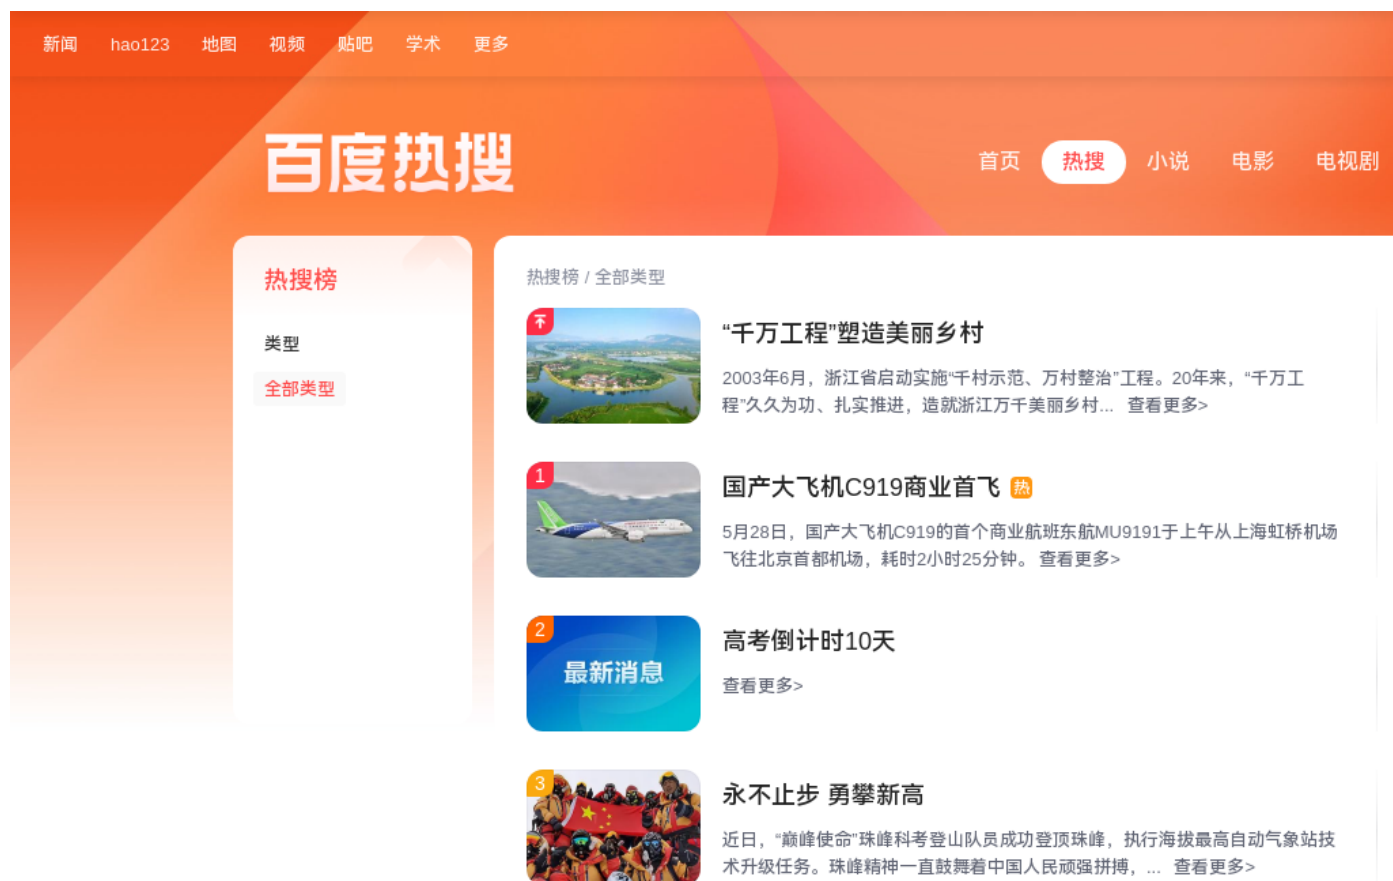 新闻 hao123 地图 视频 贴吧 学术 更多
百度热搜
首页 热搜 小说 电影 电视剧
热搜榜
类型
全部类型
热搜榜 / 全部类型
“千万工程”塑造美丽乡村
2003年6月，浙江省启动实施“千村示范、万村整治”工程。20年来，“千万工
程”久久为功、扎实推进，造就浙江万千美丽乡村... 查看更多>
1
国产大飞机C919商业首飞 热
5月28日，国产大飞机C919的首个商业航班东航MU9191于上午从上海虹桥机场
飞往北京首都机场，耗时2小时25分钟。 查看更多>
2
最新消息
高考倒计时10天
查看更多>
3
永不止步 勇攀新高
近日，“巅峰使命”珠峰科考登山队员成功登顶珠峰，执行海拔最高自动气象站技
术升级任务。珠峰精神一直鼓舞着中国人民顽强拼搏，... 查看更多>